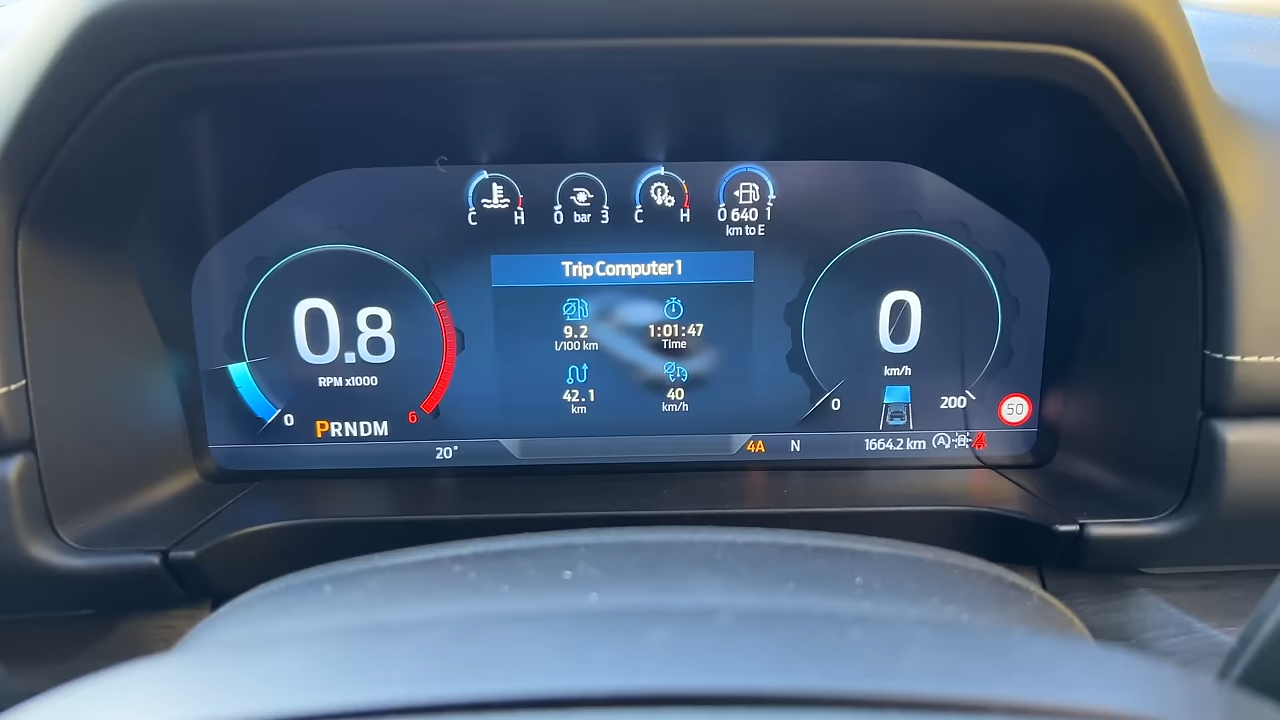 C H
0 bar 3
C H
0 640 1
km to E
Trip Computer 1
9.2
l/100 km
1:01:47
Time
42.1
km
40
km/h
0.8
RPM x1000
0
6
PRNDM
0
km/h
0
200
50
20°
4A
N
1664.2 km
A